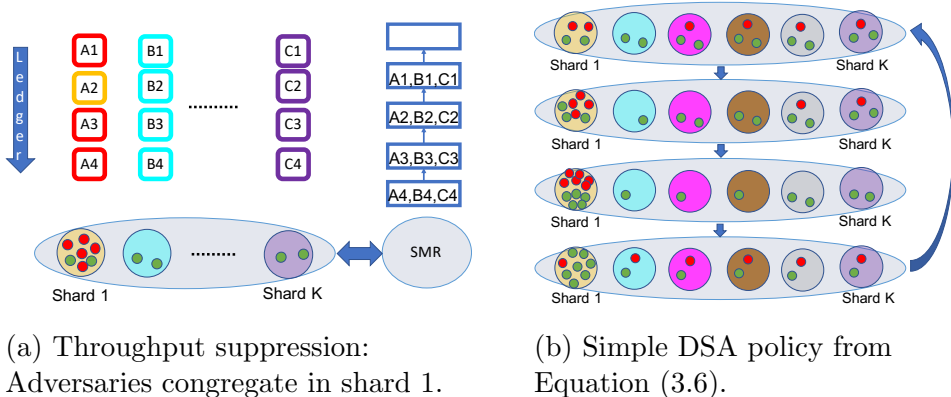 Ledger
A1
B1
C1
A2
B2
C2
A3
B3
C3
A4
B4
C4
A1,B1,C1
A2,B2,C2
A3,B3,C3
A4,B4,C4
SMR
Shard 1
Shard K
(a) Throughput suppression:
Adversaries congregate in shard 1.
Shard 1
Shard K
Shard 1
Shard K
Shard 1
Shard K
Shard 1
Shard K
(b) Simple DSA policy from
Equation (3.6).